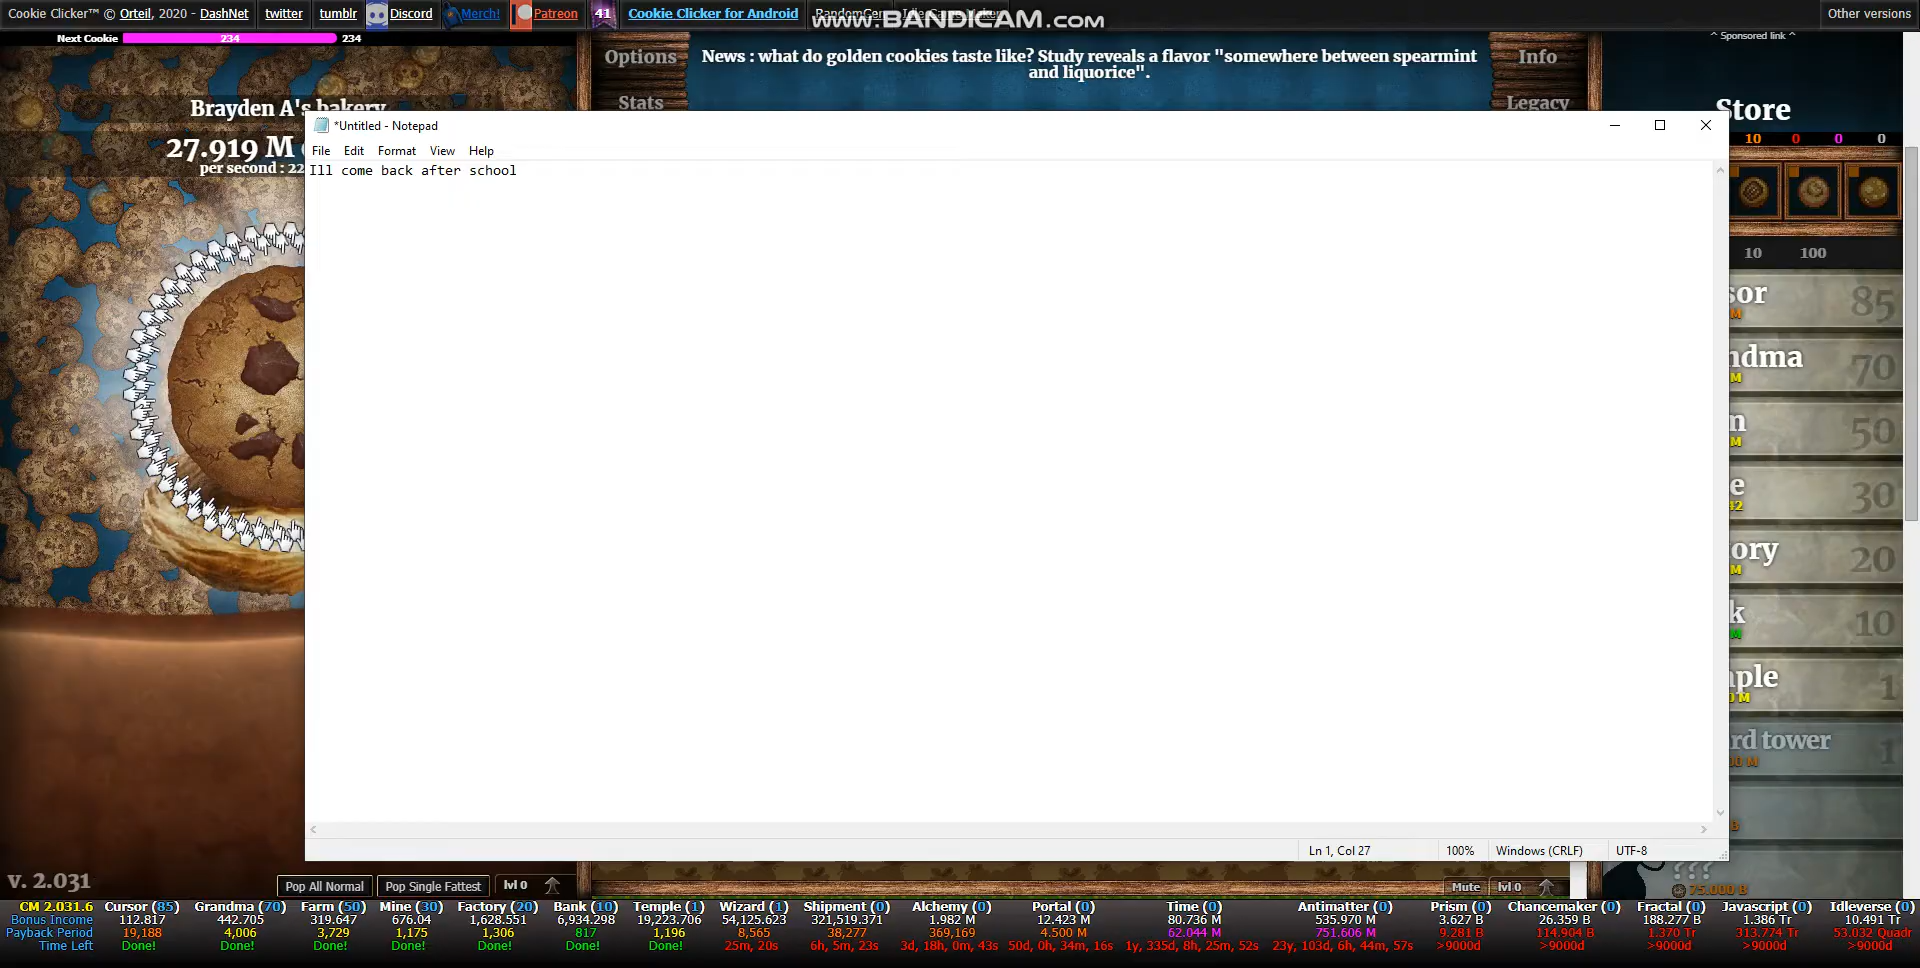 Cookie Clicker™ © Orteil, 2020 - DashNet twitter tumblr Discord Merch! Patreon 41 Cookie Clicker for Android RandomGen Other versions
www.BANDICAM.com
Next Cookie 234 234
^ Sponsored link ^
Options
News : what do golden cookies taste like? Study reveals a flavor "somewhere between spearmint
and liquorice".
Info
Stats
Legacy
Brayden A's bakery
Store
27.919 M
per season : 22
10 0 0 0
*Untitled - Notepad
File Edit Format View Help
Ill come back after school
10 100
sor 85
M
ndma 70
M
m 50
M
e 30
42
ory 20
M
k 10
M
mple 1
0 M
rd tower 1
00 M
B
Ln 1, Col 27 100% Windows (CRLF) UTF-8
v. 2.031
Pop All Normal Pop Single Fattest lvl 0
Mute lvl 0
???
75.000 B
CM 2.031.6 Cursor (85) Grandma (70) Farm (50) Mine (30) Factory (20) Bank (10) Temple (1) Wizard (1) Shipment (0) Alchemy (0) Portal (0) Time (0) Antimatter (0) Prism (0) Chancemaker (0) Fractal (0) Javascript (0) Idleverse (0)
Bonus Income 112.817 442.705 319.647 676.04 1,628.551 6,934.298 19,223.706 54,125.623 321,519.371 1.982 M 12.423 M 80.736 M 535.970 M 3.627 B 26.359 B 188.277 B 1.386 Tr 10.491 Tr
Payback Period 19,188 4,006 3,729 1,175 1,306 817 1,196 8,565 38,277 369,169 4.500 M 62.044 M 751.606 M 9.281 B 114.904 B 1.370 Tr 313.774 Tr 53.032 Quadr
Time Left Done! Done! Done! Done! Done! Done! Done! 25m, 20s 6h, 5m, 23s 3d, 18h, 0m, 43s 50d, 0h, 34m, 16s 1y, 335d, 8h, 25m, 52s 23y, 103d, 6h, 44m, 57s >9000d >9000d >9000d >9000d >9000d